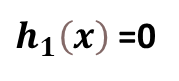 h₁(x) =0